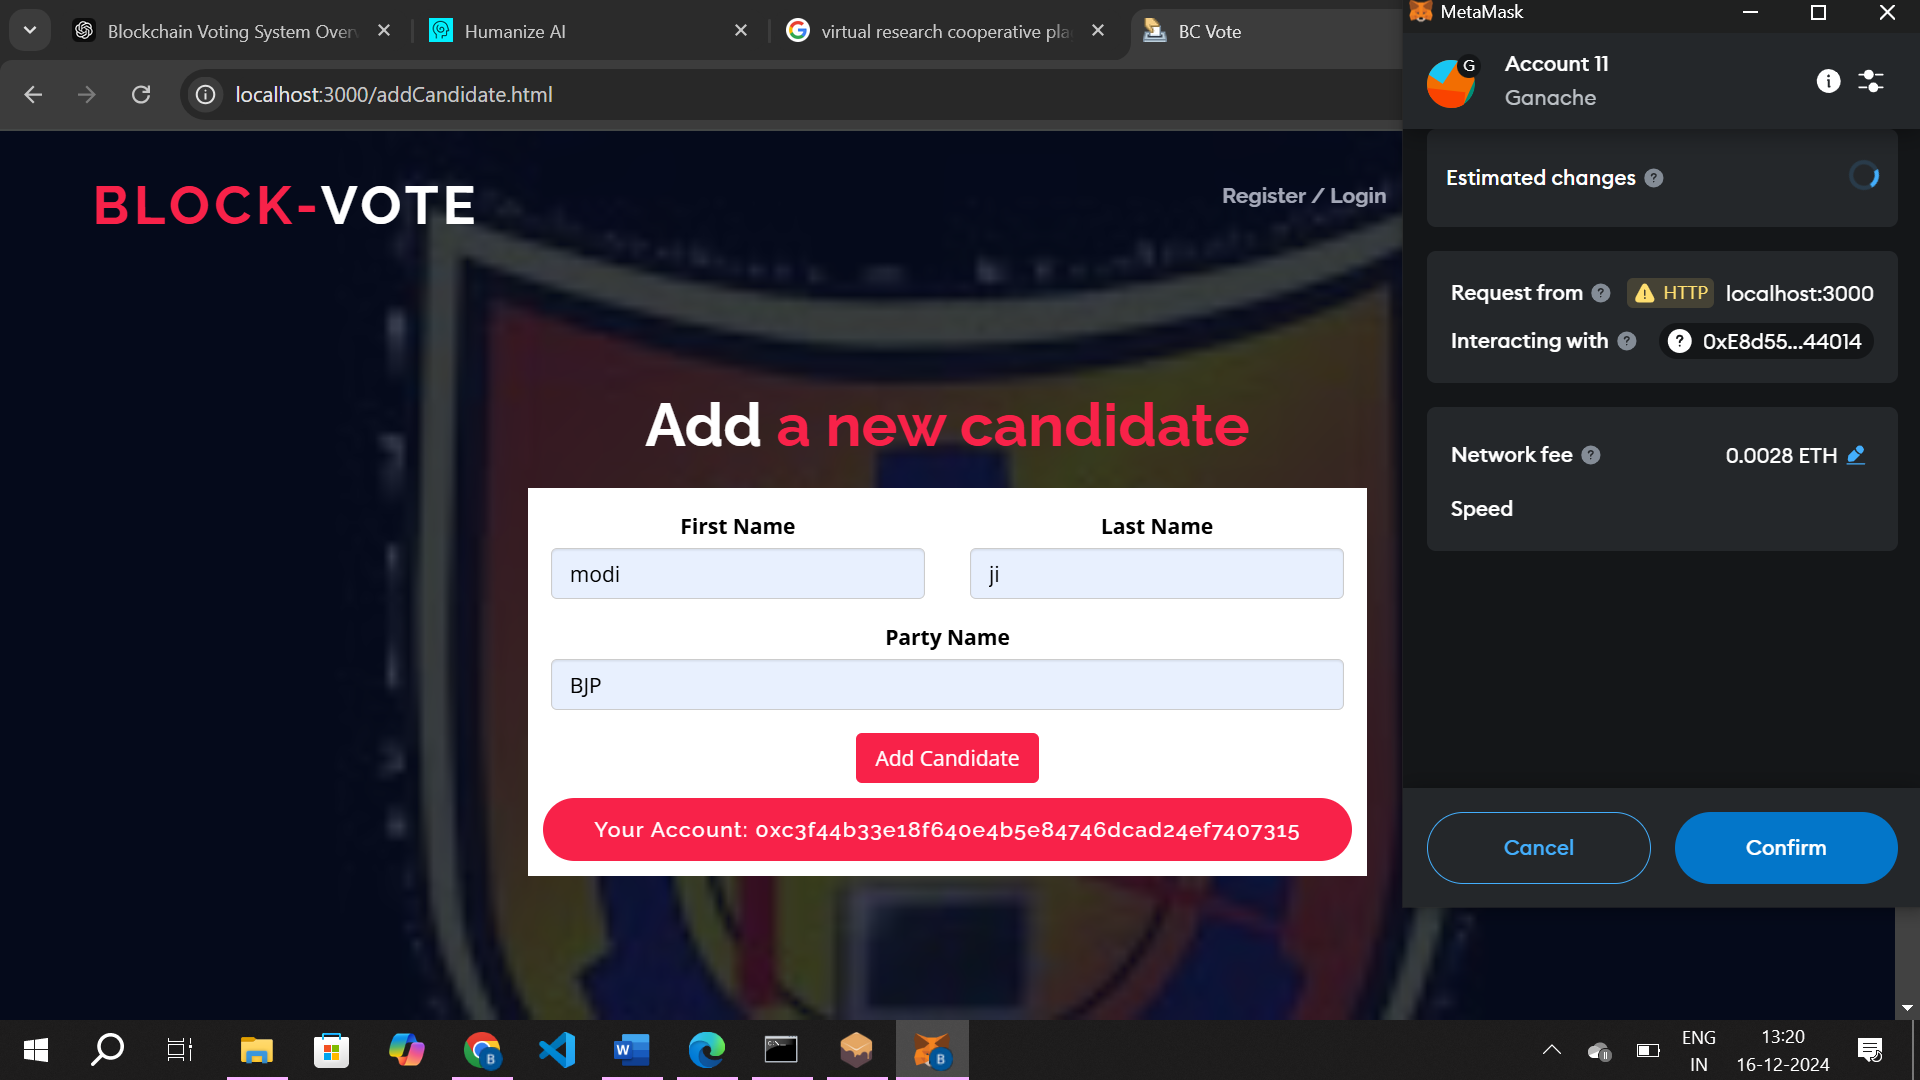 Blockchain Voting System Over
Humanize AI
virtual research cooperative pla
BC Vote
localhost:3000/addCandidate.html
BLOCK-VOTE
Register / Login
Add a new candidate
First Name
Last Name
modi
ji
Party Name
BJP
Add Candidate
Your Account: 0xc3f44b33e18f640e4b5e84746dcad24ef7407315
MetaMask
G
Account 11
Ganache
Estimated changes ?
Request from ? HTTP localhost:3000
Interacting with ? ? 0xE8d55...44014
Network fee ? 0.0028 ETH
Speed
Cancel
Confirm
ENG
IN
13:20
16-12-2024